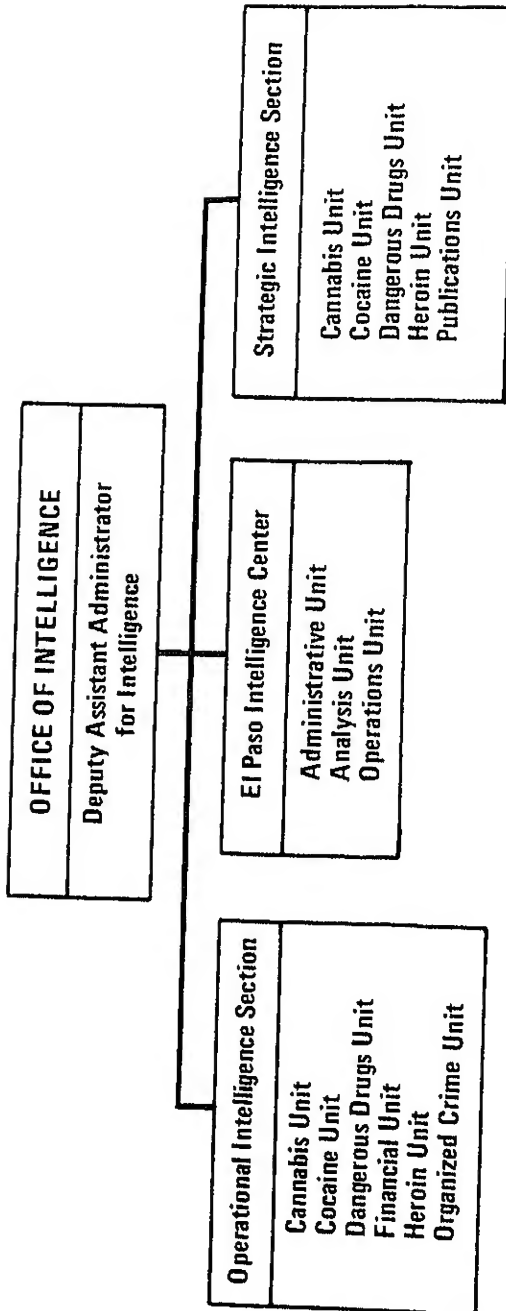 OFFICE OF INTELLIGENCE
Deputy Assistant Administrator
for Intelligence
Operational Intelligence Section
Cannabis Unit
Cocaine Unit
Dangerous Drugs Unit
Financial Unit
Heroin Unit
Organized Crime Unit
El Paso Intelligence Center
Administrative Unit
Analysis Unit
Operations Unit
Strategic Intelligence Section
Cannabis Unit
Cocaine Unit
Dangerous Drugs Unit
Heroin Unit
Publications Unit